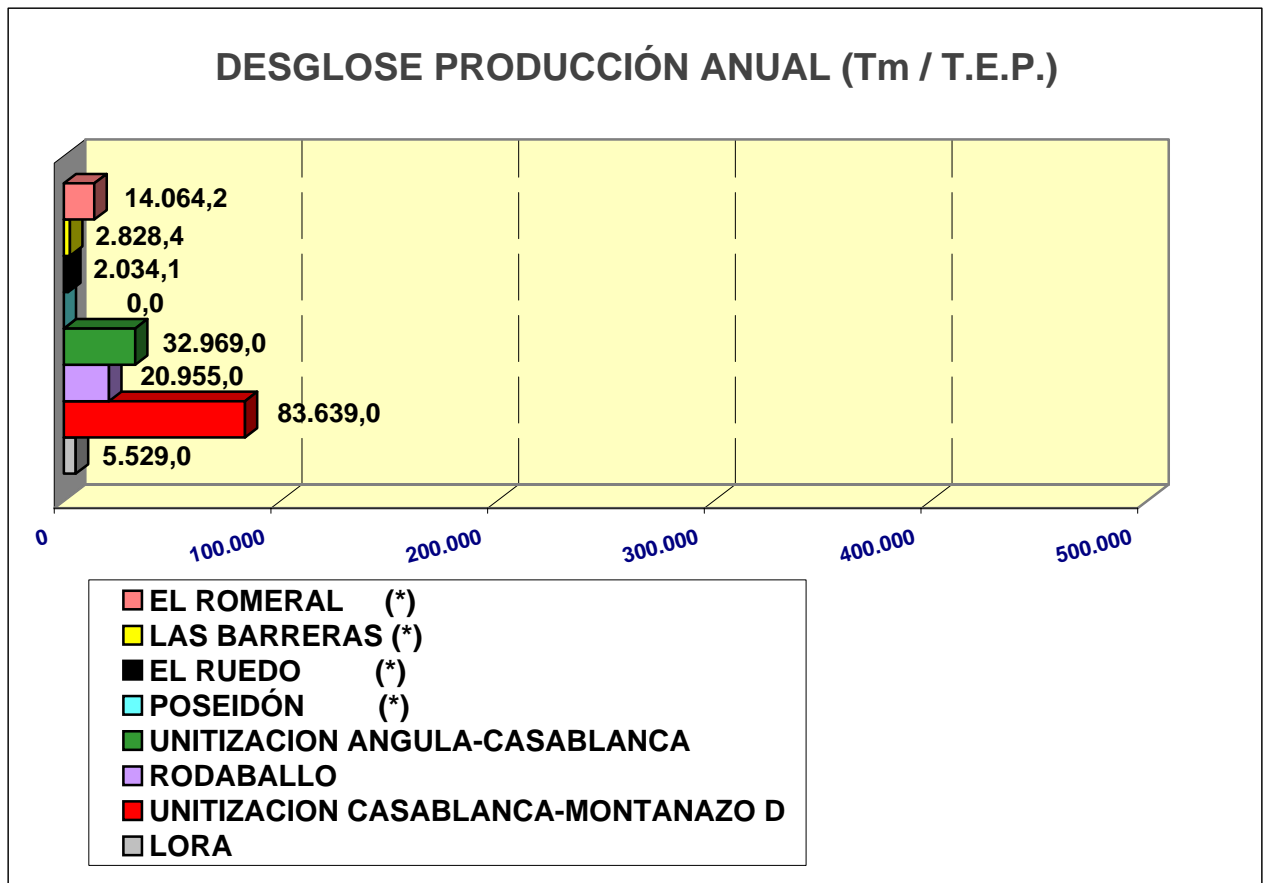 DESGLOSE PRODUCCIÓN ANUAL (Tm / T.E.P.)
14.064,2
2.828,4
2.034,1
0,0
32.969,0
20.955,0
83.639,0
5.529,0
0
100.000
200.000
300.000
400.000
500.000
EL ROMERAL (*)
LAS BARRERAS (*)
EL RUEDO (*)
POSEIDÓN (*)
UNITIZACION ANGULA-CASABLANCA
RODABALLO
UNITIZACION CASABLANCA-MONTANAZO D
LORA